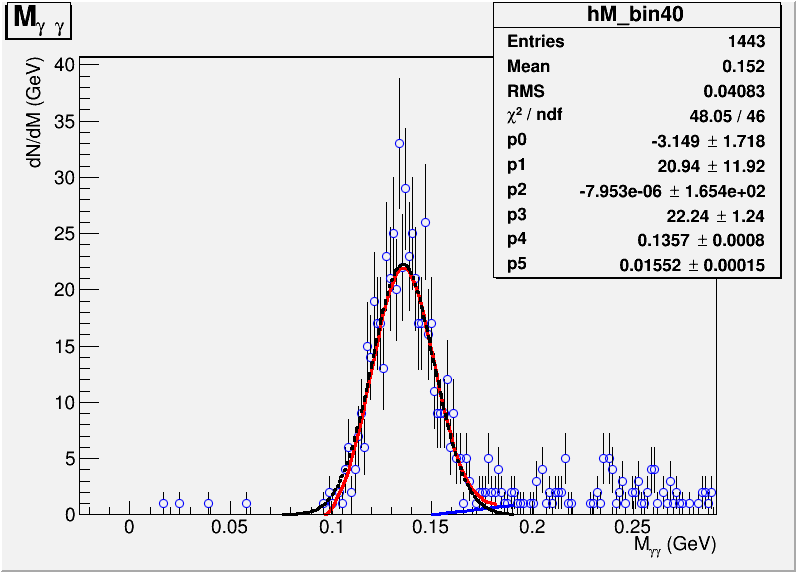 M_γγ
hM_bin40
Entries 1443
Mean 0.152
RMS 0.04083
χ² / ndf 48.05 / 46
p0 -3.149 ± 1.718
p1 20.94 ± 11.92
p2 -7.953e-06 ± 1.654e+02
p3 22.24 ± 1.24
p4 0.1357 ± 0.0008
p5 0.01552 ± 0.00015
dN/dM (GeV)
40
35
30
25
20
15
10
5
0
0 0.05 0.1 0.15 0.2 0.25
M_γγ (GeV)